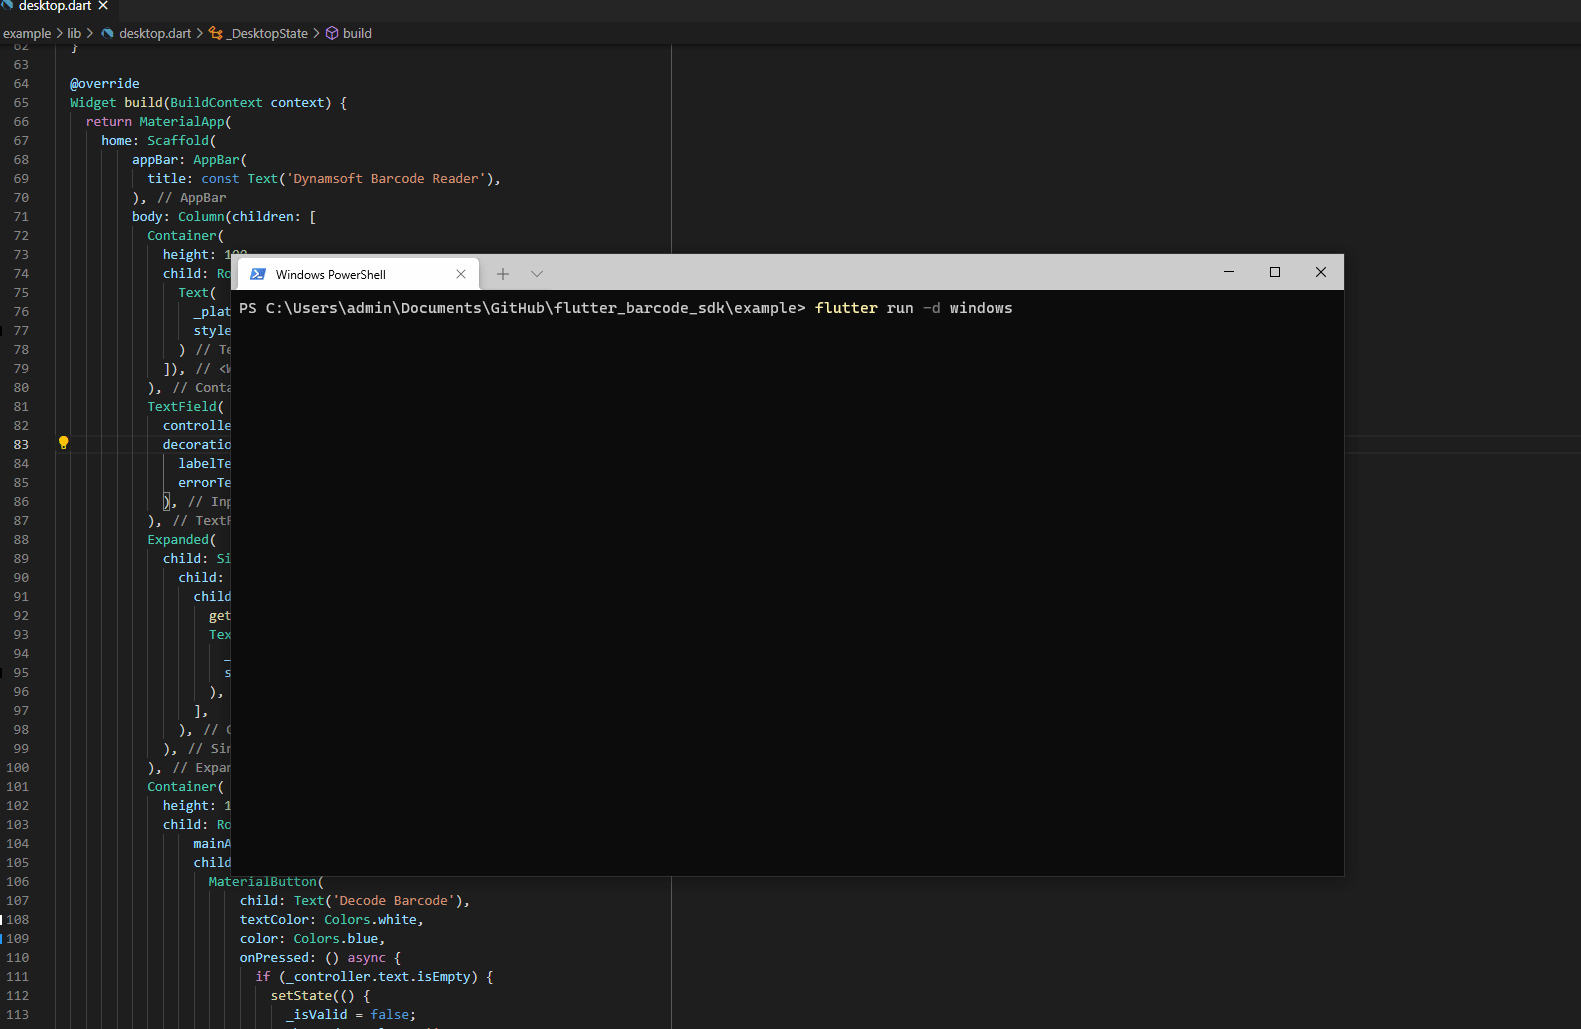 desktop.dart
example > lib > desktop.dart > _DesktopState > build
62 }
63
64 @override
65 Widget build(BuildContext context) {
66 return MaterialApp(
67 home: Scaffold(
68 appBar: AppBar(
69 title: const Text('Dynamsoft Barcode Reader'),
70 ), // AppBar
71 body: Column(children: [
72 Container(
73 height: 100
74 child: Ro
75 Text(
76 _plat
77 style
78 ) // Te
79 ]), // <W
80 ), // Conta
81 TextField(
82 controlle
83 decoratio
84 labelTe
85 errorTe
86 ), // Inp
87 ), // TextF
88 Expanded(
89 child: Si
90 child:
91 child
92 get
93 Tex
94 _
95 s
96 ),
97 ],
98 ), // C
99 ), // Sin
100 ), // Expan
101 Container(
102 height: 1
103 child: Ro
104 mainA
105 child
106 MaterialButton(
107 child: Text('Decode Barcode'),
108 textColor: Colors.white,
109 color: Colors.blue,
110 onPressed: () async {
111 if (_controller.text.isEmpty) {
112 setState(() {
113 _isValid = false;
Windows PowerShell
PS C:\Users\admin\Documents\GitHub\flutter_barcode_sdk\example> flutter run -d windows